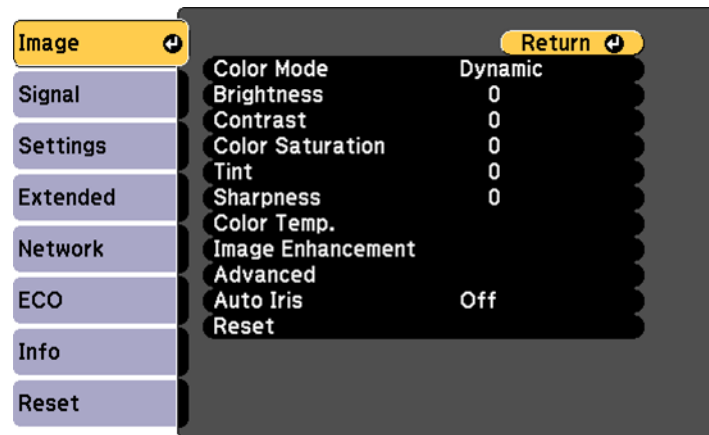 Image
Signal
Settings
Extended
Network
ECO
Info
Reset
Return
Color Mode Dynamic
Brightness 0
Contrast 0
Color Saturation 0
Tint 0
Sharpness 0
Color Temp.
Image Enhancement
Advanced
Auto Iris Off
Reset